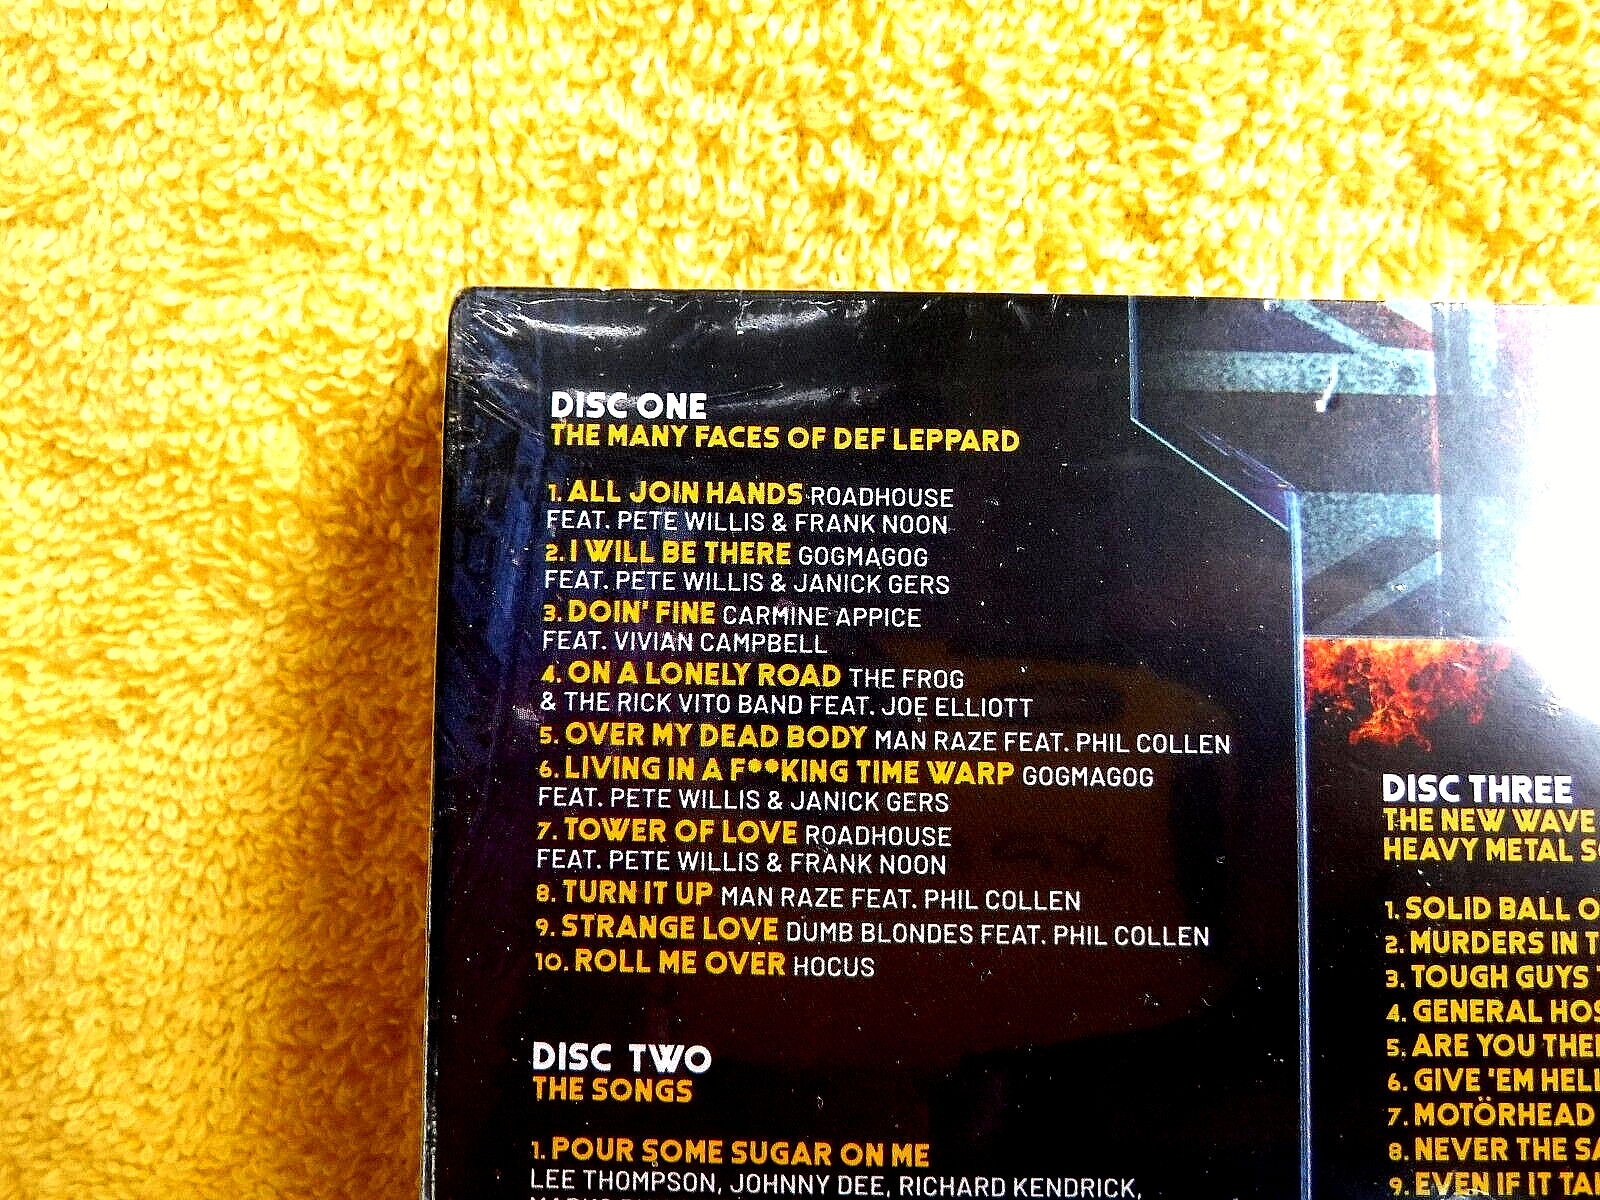 DISC ONE
THE MANY FACES OF DEF LEPPARD
1. ALL JOIN HANDS ROADHOUSE
FEAT. PETE WILLIS & FRANK NOON
2. I WILL BE THERE GOGMAGOG
FEAT. PETE WILLIS & JANICK GERS
3. DOIN' FINE CARMINE APPICE
FEAT. VIVIAN CAMPBELL
4. ON A LONELY ROAD THE FROG
& THE RICK VITO BAND FEAT. JOE ELLIOTT
5. OVER MY DEAD BODY MAN RAZE FEAT. PHIL COLLEN
6. LIVING IN A F**KING TIME WARP GOGMAGOG
FEAT. PETE WILLIS & JANICK GERS
7. TOWER OF LOVE ROADHOUSE
FEAT. PETE WILLIS & FRANK NOON
8. TURN IT UP MAN RAZE FEAT. PHIL COLLEN
9. STRANGE LOVE DUMB BLONDES FEAT. PHIL COLLEN
10. ROLL ME OVER HOCUS
DISC TWO
THE SONGS
1. POUR SOME SUGAR ON ME
LEE THOMPSON, JOHNNY DEE, RICHARD KENDRICK,
DISC THREE
THE NEW WAVE
HEAVY METAL
1. SOLID BALL
2. MURDERS IN
3. TOUGH GUYS
4. GENERAL
5. ARE YOU
6. GIVE 'EM
7. MOTÖRHEAD
8. NEVER THE
9. EVEN IF IT